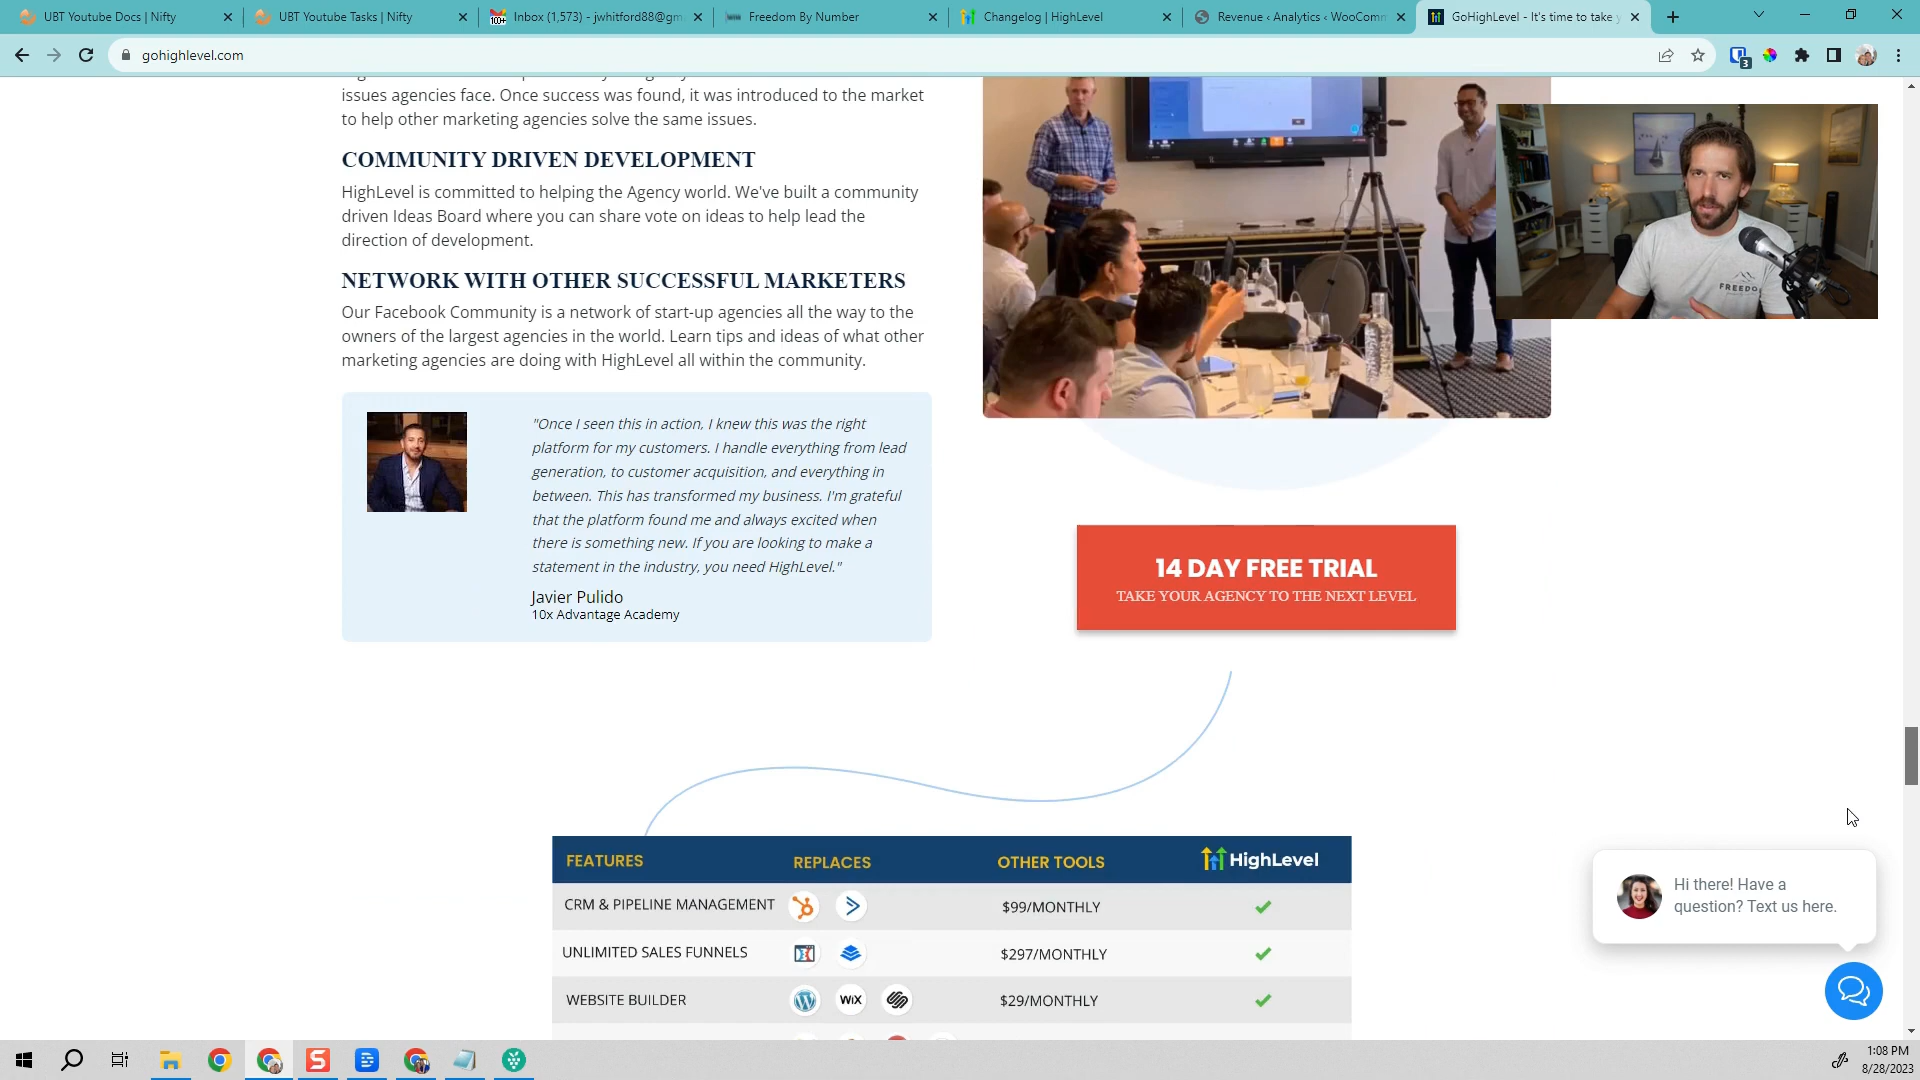 UBT Youtube Docs | Nifty
UBT Youtube Tasks | Nifty
100+
Inbox (1,573) - jwhitford88@gm
Freedom By Number
Changelog | HighLevel
Revenue ‹ Analytics ‹ WooComm
GoHighLevel - It's time to take y
gohighlevel.com
3
issues agencies face. Once success was found, it was introduced to the market
to help other marketing agencies solve the same issues.
COMMUNITY DRIVEN DEVELOPMENT
HighLevel is committed to helping the Agency world. We've built a community
driven Ideas Board where you can share vote on ideas to help lead the
direction of development.
NETWORK WITH OTHER SUCCESSFUL MARKETERS
Our Facebook Community is a network of start-up agencies all the way to the
owners of the largest agencies in the world. Learn tips and ideas of what other
marketing agencies are doing with HighLevel all within the community.
"Once I seen this in action, I knew this was the right
platform for my customers. I handle everything from lead
generation, to customer acquisition, and everything in
between. This has transformed my business. I'm grateful
that the platform found me and always excited when
there is something new. If you are looking to make a
statement in the industry, you need HighLevel."
Javier Pulido
10x Advantage Academy
FREEDO
14 DAY FREE TRIAL
TAKE YOUR AGENCY TO THE NEXT LEVEL
FEATURES REPLACES OTHER TOOLS HighLevel
CRM & PIPELINE MANAGEMENT $99/MONTHLY
UNLIMITED SALES FUNNELS $297/MONTHLY
WEBSITE BUILDER WiX $29/MONTHLY
Hi there! Have a
question? Text us here.
1:08 PM
8/28/2023